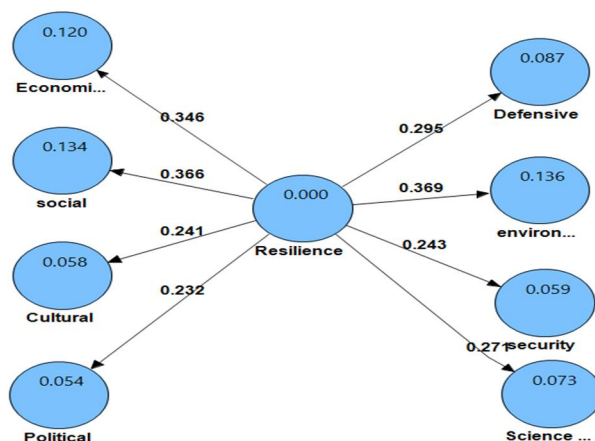 0.120
Economi...
0.346
0.134
social
0.366
0.058
Cultural
0.241
0.054
Political
0.232
0.000
Resilience
0.087
Defensive
0.295
0.136
environ...
0.369
0.059
security
0.243
0.073
Science ...
0.271